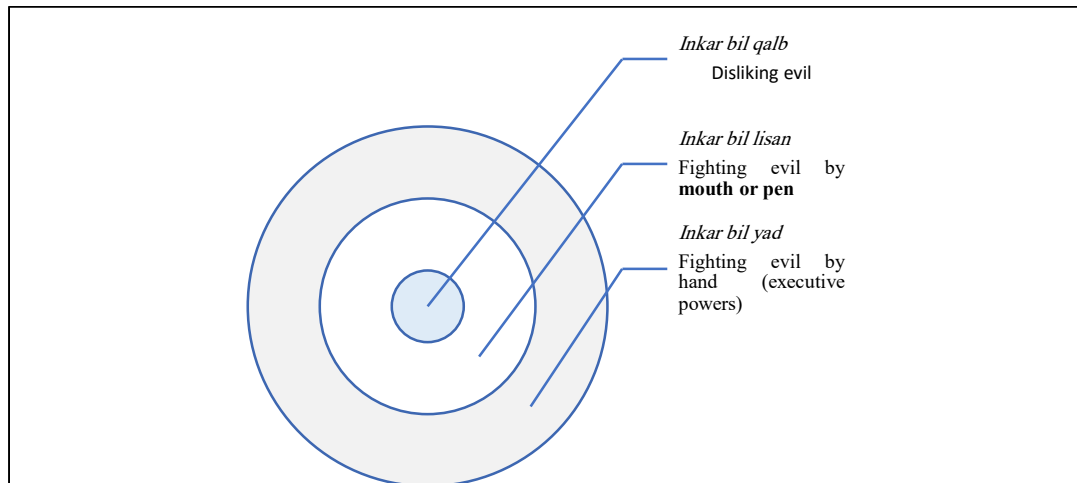 Inkar bil qalb
Disliking evil
Inkar bil lisan
Fighting evil by
mouth or pen
Inkar bil yad
Fighting evil by
hand (executive
powers)